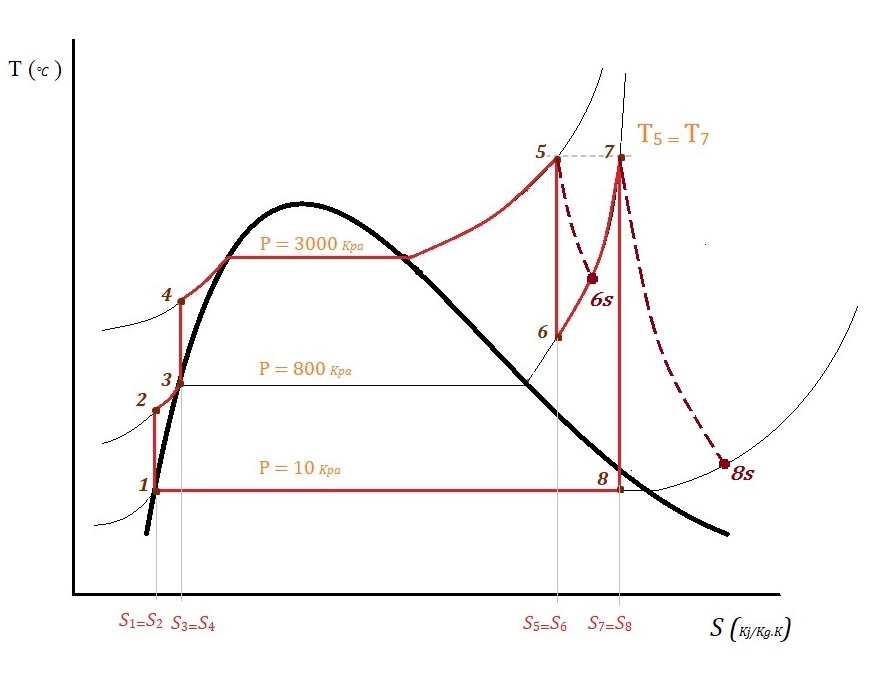 T (°C)
5
7
T5 = T7
P = 3000 Kpa
4
6s
6
P = 800 Kpa
3
2
P = 10 Kpa
8s
8
1
S1=S2
S3=S4
S5=S6
S7=S8
S (Kj/Kg.K)